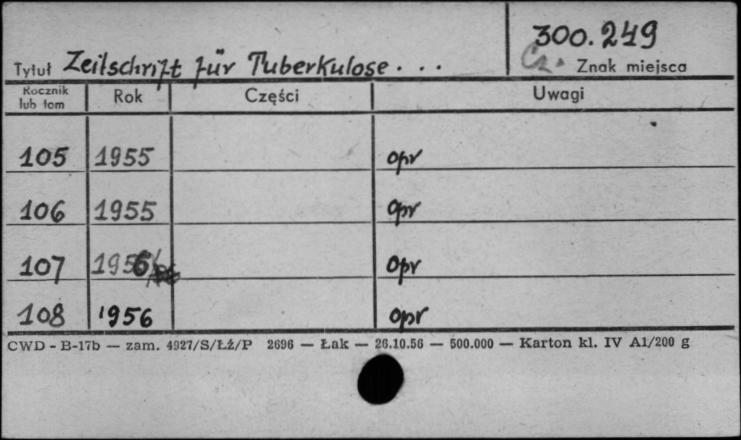 300.249
Tytuł Zeitschrift für Tuberkulose...
Cz. Znak miejsca
Rocznik lub tom Rok Części Uwagi
105 1955 opr
106 1955 opr
107 1956 opr
108 1956 opr
CWD - B-17b — zam. 4927/S/ŁŻ/P 2696 — Łak — 26.10.56 — 500.000 — Karton kl. IV A1/200 g